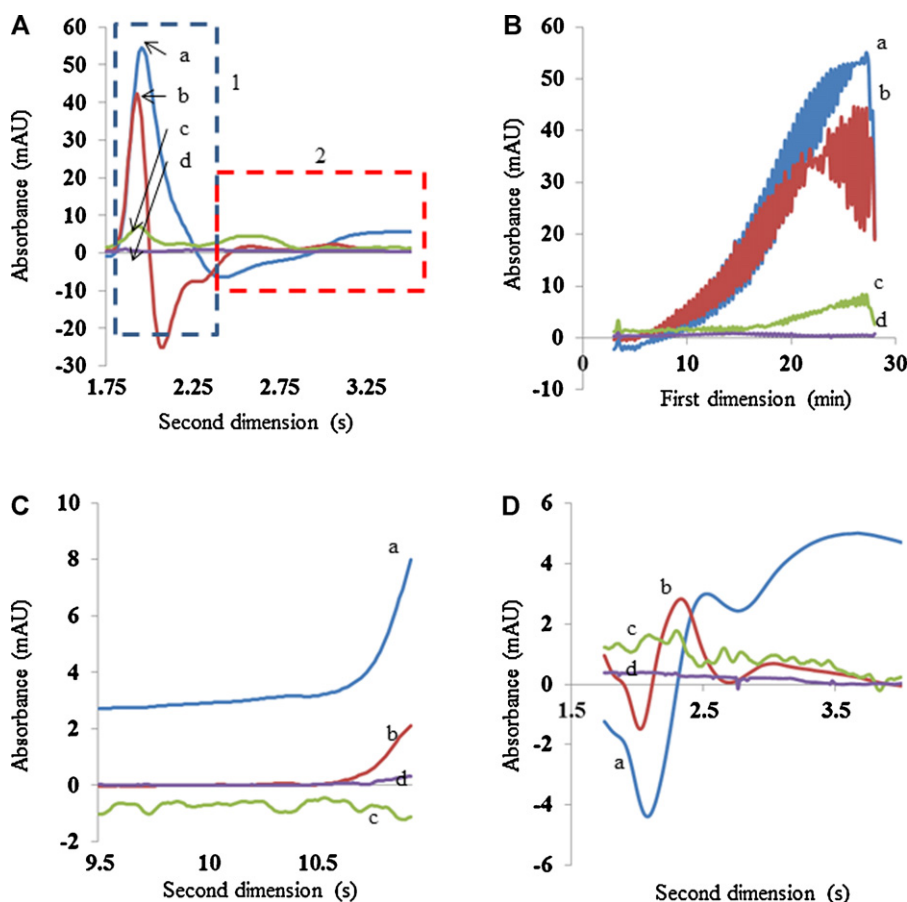 A
60
50
40
30
20
10
0
-10
-20
-30
Absorbance (mAU)
a
b
c
d
1
2
1.75 2.25 2.75 3.25
Second dimension (s)
B
60
50
40
30
20
10
0
-10
Absorbance (mAU)
a
b
c
d
0 10 20 30
First dimension (min)
C
10
8
6
4
2
0
-2
Absorbance (mAU)
a
b
d
c
9.5 10 10.5
Second dimension (s)
D
6
4
2
0
-2
-4
-6
Absorbance (mAU)
b
c
d
a
1.5 2.5 3.5
Second dimension (s)